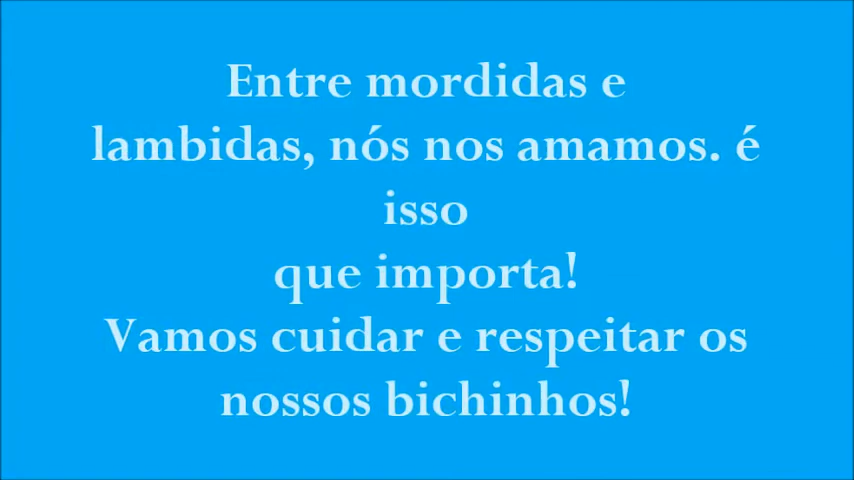 Entre mordidas e
lambidas, nós nos amamos. é
isso
que importa!
Vamos cuidar e respeitar os
nossos bichinhos!